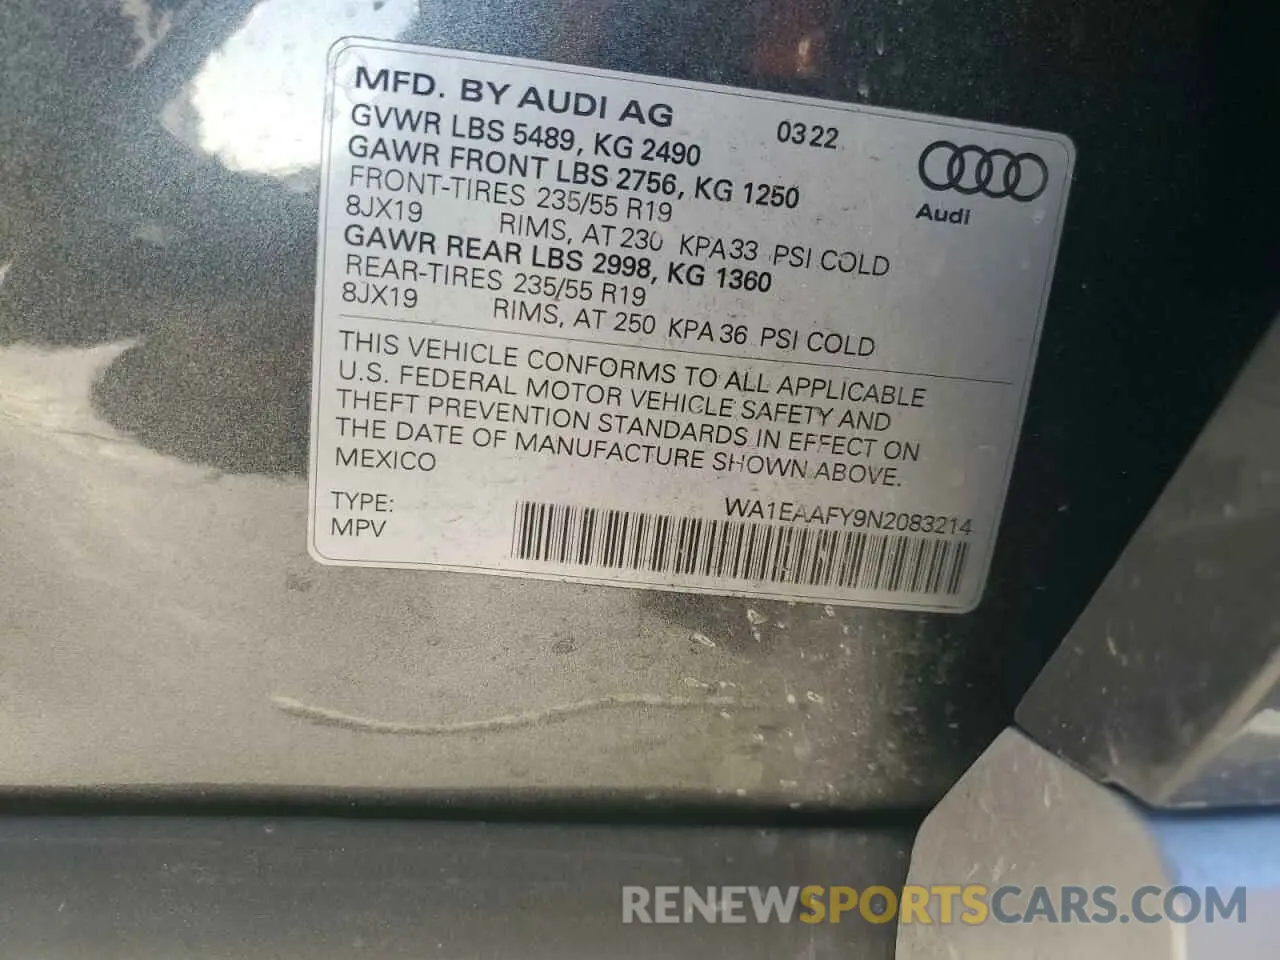 MFD. BY AUDI AG 0322
GVWR LBS 5489, KG 2490
GAWR FRONT LBS 2756, KG 1250
FRONT-TIRES 235/55 R19
8JX19 RIMS, AT 230 KPA 33 PSI COLD
GAWR REAR LBS 2998, KG 1360
REAR-TIRES 235/55 R19
8JX19 RIMS, AT 250 KPA 36 PSI COLD
Audi
THIS VEHICLE CONFORMS TO ALL APPLICABLE
U.S. FEDERAL MOTOR VEHICLE SAFETY AND
THEFT PREVENTION STANDARDS IN EFFECT ON
THE DATE OF MANUFACTURE SHOWN ABOVE.
MEXICO
TYPE:
MPV
WA1EAAFY9N2083214
RENEWSPORTSCARS.COM